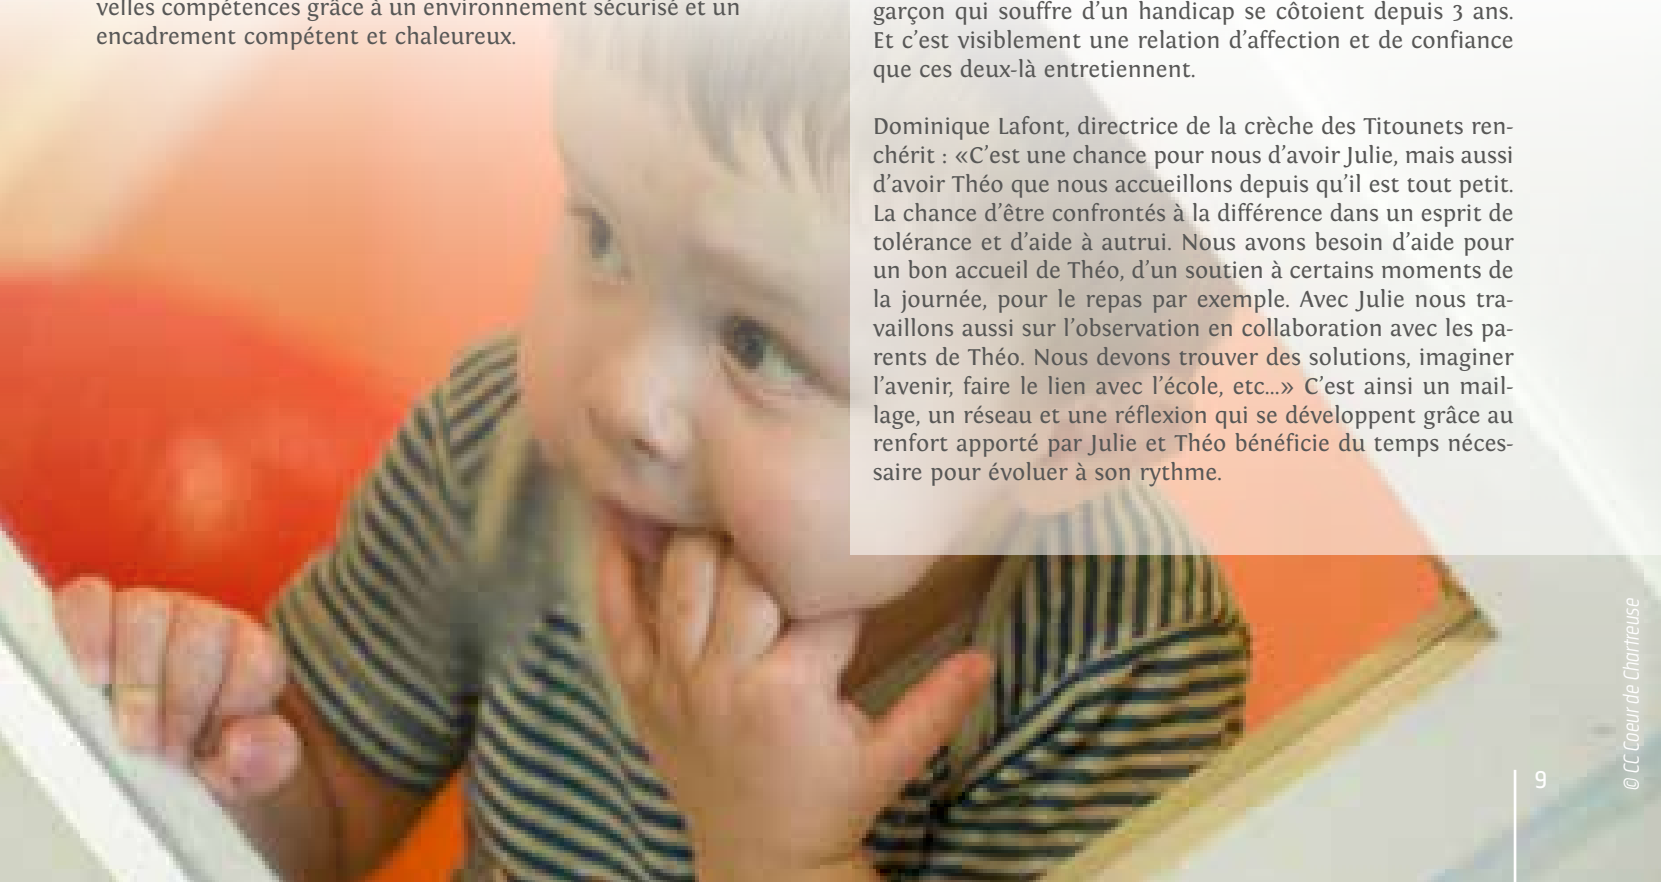 velles compétences grâce à un environnement sécurisé et un
encadrement compétent et chaleureux.
garçon qui souffre d'un handicap se côtoient depuis 3 ans.
Et c'est visiblement une relation d'affection et de confiance
que ces deux-là entretiennent.
Dominique Lafont, directrice de la crèche des Titounets ren-
chérit : «C'est une chance pour nous d'avoir Julie, mais aussi
d'avoir Théo que nous accueillons depuis qu'il est tout petit.
La chance d'être confrontés à la différence dans un esprit de
tolérance et d'aide à autrui. Nous avons besoin d'aide pour
un bon accueil de Théo, d'un soutien à certains moments de
la journée, pour le repas par exemple. Avec Julie nous tra-
vaillons aussi sur l'observation en collaboration avec les pa-
rents de Théo. Nous devons trouver des solutions, imaginer
l'avenir, faire le lien avec l'école, etc...» C'est ainsi un mail-
lage, un réseau et une réflexion qui se développent grâce au
renfort apporté par Julie et Théo bénéficie du temps néces-
saire pour évoluer à son rythme.
© CC Coeur de Chartreuse
9